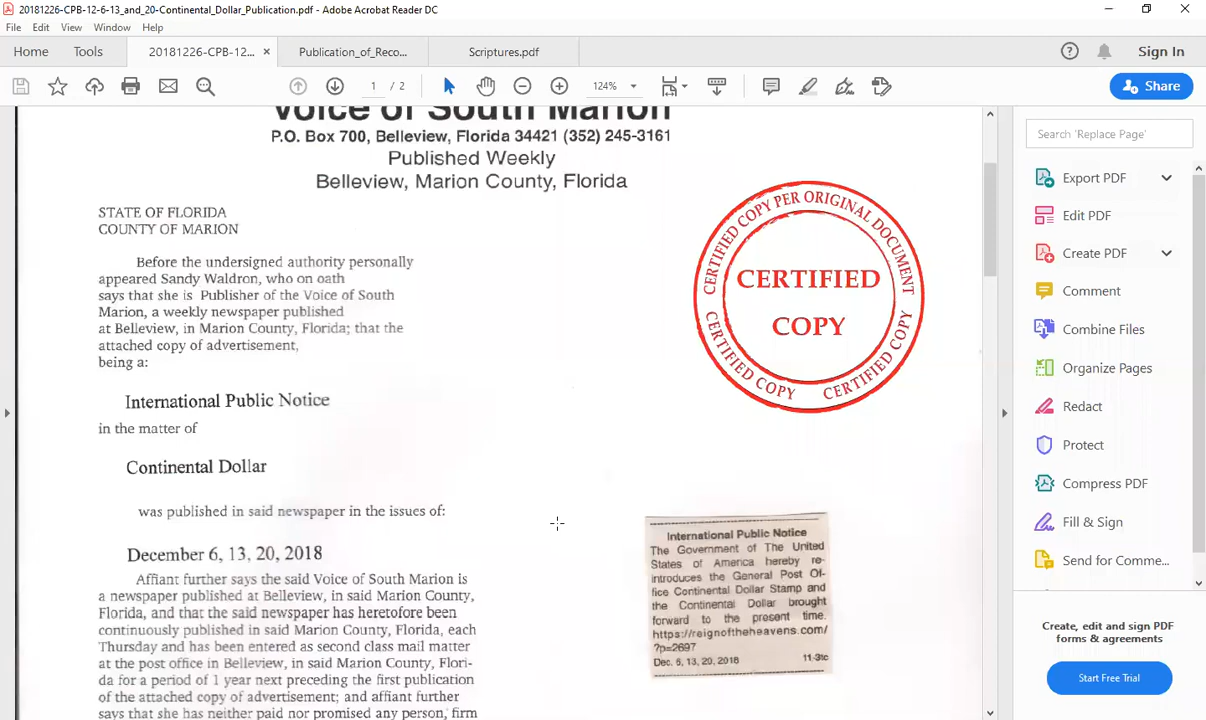 20181226-CPB-12-6-13_and_20-Continental_Dollar_Publication.pdf - Adobe Acrobat Reader DC
File Edit View Window Help
Home Tools 20181226-CPB-12... × Publication_of_Reco... Scriptures.pdf Sign In
1 / 2 124% Share
Voice of South Marion
P.O. Box 700, Belleview, Florida 34421 (352) 245-3161
Published Weekly
Belleview, Marion County, Florida
STATE OF FLORIDA
COUNTY OF MARION
Before the undersigned authority personally
appeared Sandy Waldron, who on oath
says that she is Publisher of the Voice of South
Marion, a weekly newspaper published
at Belleview, in Marion County, Florida; that the
attached copy of advertisement,
being a:
International Public Notice
in the matter of
Continental Dollar
was published in said newspaper in the issues of:
December 6, 13, 20, 2018
Affiant further says the said Voice of South Marion is
a newspaper published at Belleview, in said Marion County,
Florida, and that the said newspaper has heretofore been
continuously published in said Marion County, Florida, each
Thursday and has been entered as second class mail matter
at the post office in Belleview, in said Marion County, Flori-
da for a period of 1 year next preceding the first publication
of the attached copy of advertisement; and affiant further
says that she has neither paid nor promised any person, firm
CERTIFIED COPY PER ORIGINAL DOCUMENT
CERTIFIED
COPY
CERTIFIED COPY CERTIFIED COPY
International Public Notice
The Government of The United
States of America hereby re-
introduces the General Post Of-
fice Continental Dollar Stamp and
the Continental Dollar brought
forward to the present time.
https://reignoftheheavens.com/
?p=2697
Dec. 6, 13, 20, 2018 11-3tc
Search 'Replace Page'
Export PDF
Edit PDF
Create PDF
Comment
Combine Files
Organize Pages
Redact
Protect
Compress PDF
Fill & Sign
Send for Comme...
Create, edit and sign PDF
forms & agreements
Start Free Trial